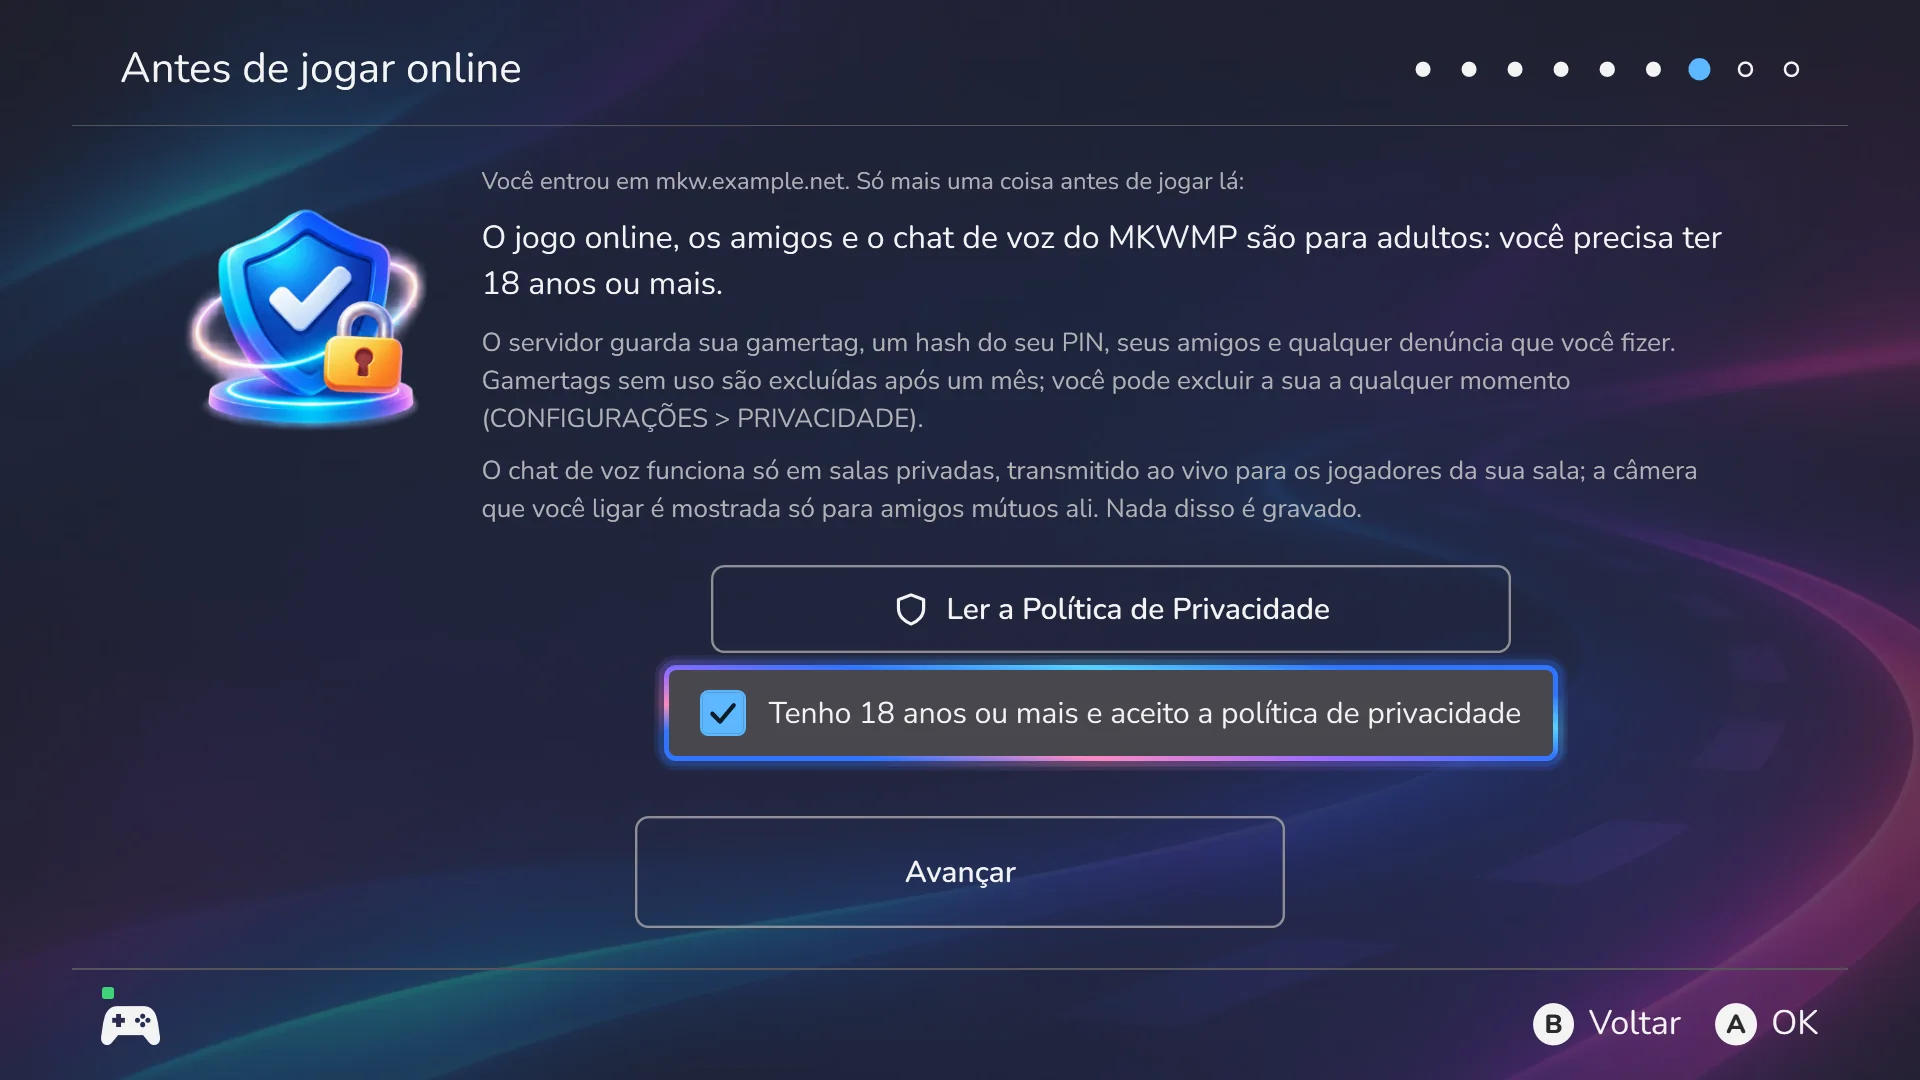 Antes de jogar online
Você entrou em mkw.example.net. Só mais uma coisa antes de jogar lá:
O jogo online, os amigos e o chat de voz do MKWMP são para adultos: você precisa ter
18 anos ou mais.
O servidor guarda sua gamertag, um hash do seu PIN, seus amigos e qualquer denúncia que você fizer.
Gamertags sem uso são excluídas após um mês; você pode excluir a sua a qualquer momento
(CONFIGURAÇÕES > PRIVACIDADE).
O chat de voz funciona só em salas privadas, transmitido ao vivo para os jogadores da sua sala; a câmera
que você ligar é mostrada só para amigos mútuos ali. Nada disso é gravado.
Ler a Política de Privacidade
Tenho 18 anos ou mais e aceito a política de privacidade
Avançar
B Voltar A OK